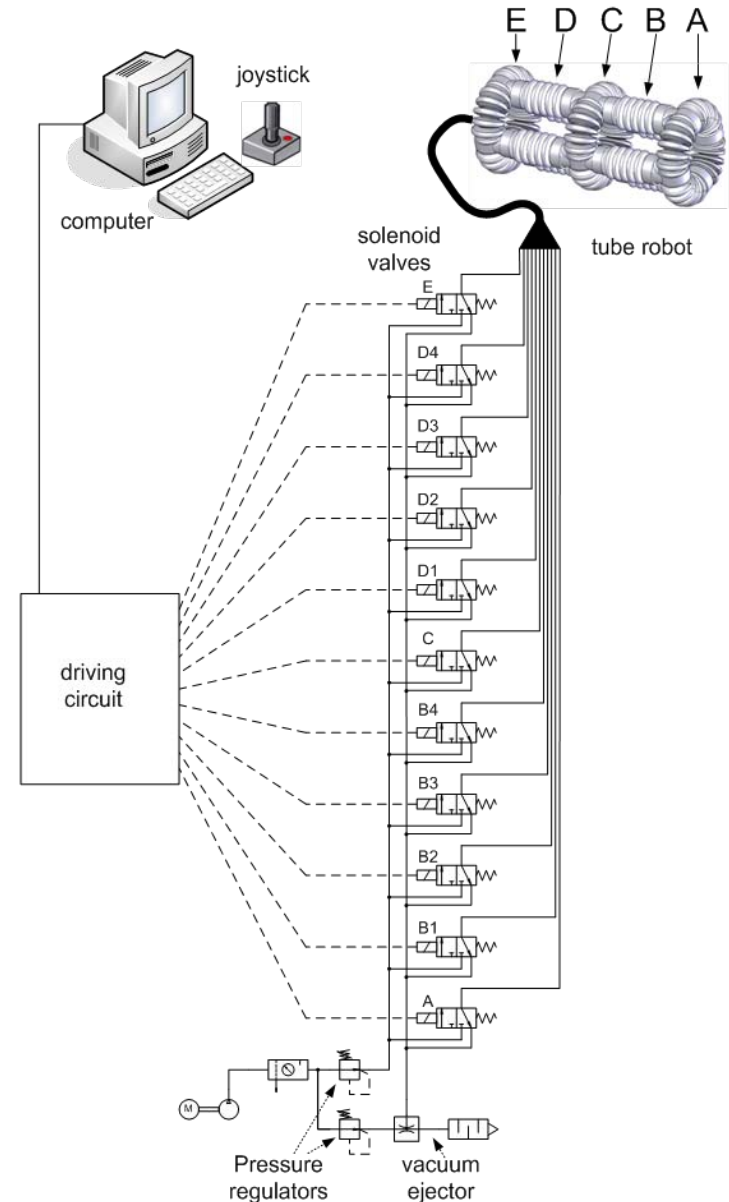 E D C B A
joystick
computer
solenoid
valves
tube robot
E
D4
D3
D2
D1
C
driving
circuit
B4
B3
B2
B1
A
M
Pressure
regulators
vacuum
ejector